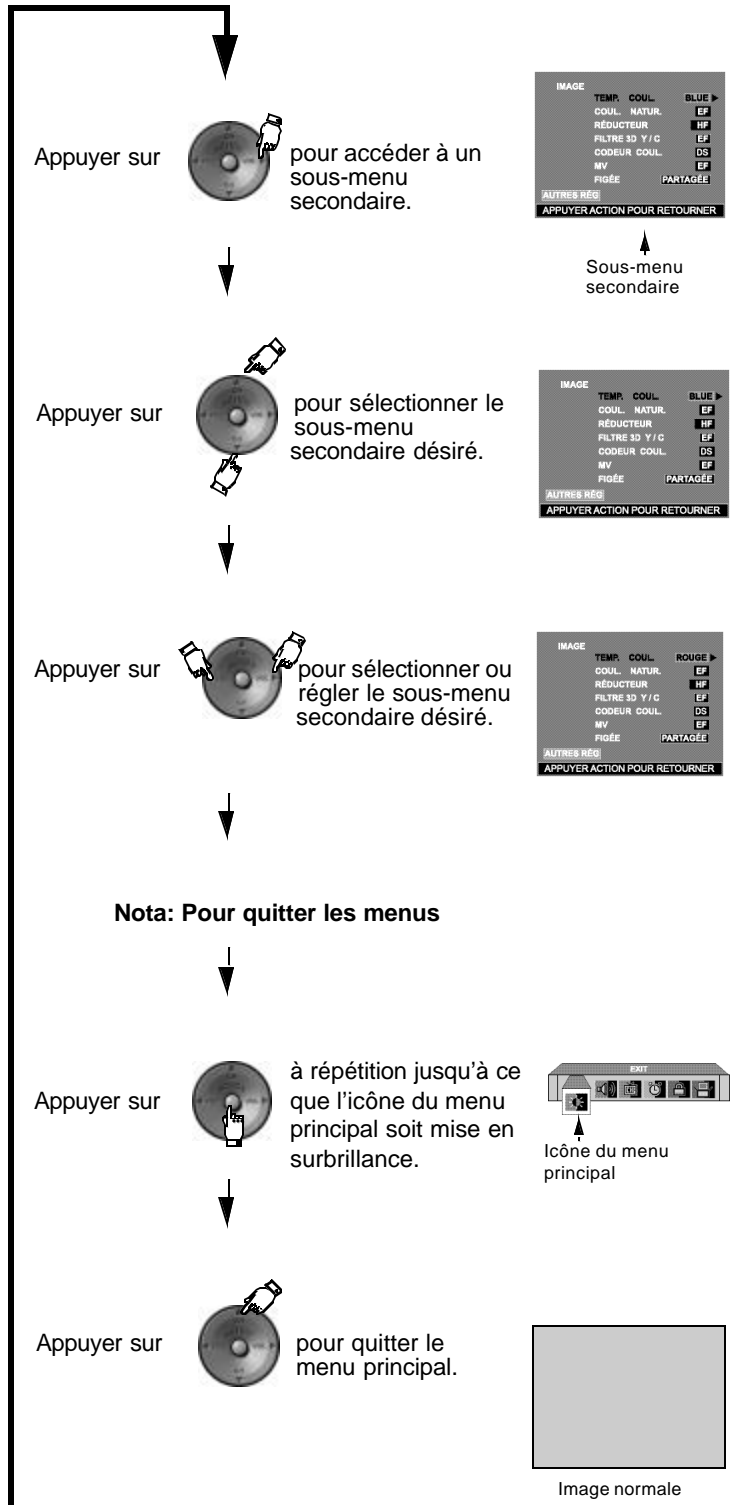 Appuyer sur
pour accéder à un
sous-menu
secondaire.
IMAGE
TEMP. COUL. BLUE
COUL. NATUR. EF
RÉDUCTEUR HF
FILTRE 3D Y / C EF
CODEUR COUL. DS
MV EF
FIGÉE PARTAGÉE
AUTRES RÉG
APPUYER ACTION POUR RETOURNER
Sous-menu
secondaire
Appuyer sur
pour sélectionner le
sous-menu
secondaire désiré.
IMAGE
TEMP. COUL. BLUE
COUL. NATUR. EF
RÉDUCTEUR HF
FILTRE 3D Y / C EF
CODEUR COUL. DS
MV EF
FIGÉE PARTAGÉE
AUTRES RÉG
APPUYER ACTION POUR RETOURNER
Appuyer sur
pour sélectionner ou
régler le sous-menu
secondaire désiré.
IMAGE
TEMP. COUL. ROUGE
COUL. NATUR. EF
RÉDUCTEUR HF
FILTRE 3D Y / C EF
CODEUR COUL. DS
MV EF
FIGÉE PARTAGÉE
AUTRES RÉG
APPUYER ACTION POUR RETOURNER
Nota: Pour quitter les menus
Appuyer sur
à répétition jusqu'à ce
que l'icône du menu
principal soit mise en
surbrillance.
EXIT
Icône du menu
principal
Appuyer sur
pour quitter le
menu principal.
Image normale